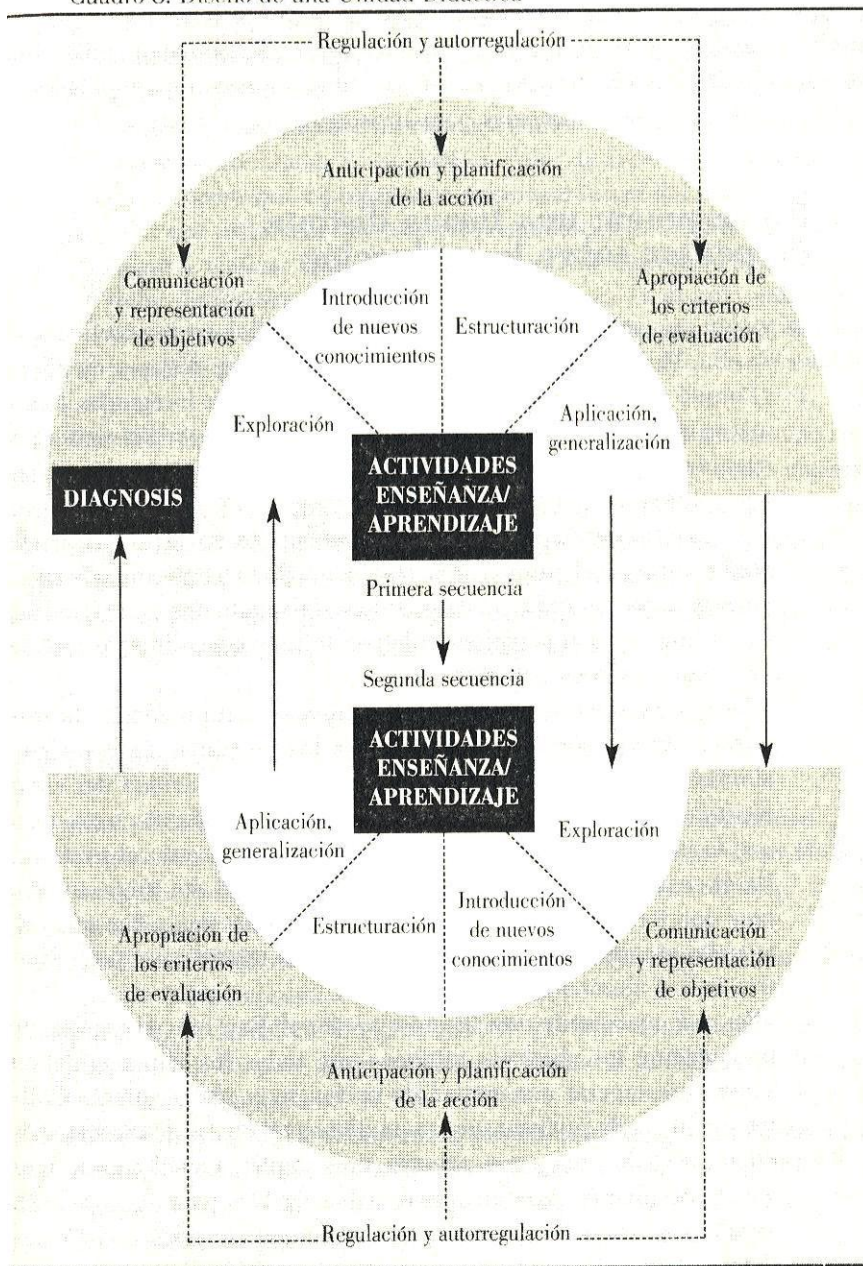 Regulación y autorregulación
Anticipación y planificación
de la acción
Comunicación
y representación
de objetivos
Introducción
de nuevos
conocimientos
Estructuración
Apropiación de
los criterios
de evaluación
Exploración
Aplicación,
generalización
DIAGNOSIS
ACTIVIDADES
ENSEÑANZA/
APRENDIZAJE
Primera secuencia
Segunda secuencia
ACTIVIDADES
ENSEÑANZA/
APRENDIZAJE
Aplicación,
generalización
Exploración
Estructuración
Introducción
de nuevos
conocimientos
Apropiación de
los criterios
de evaluación
Comunicación
y representación
de objetivos
Anticipación y planificación
de la acción
Regulación y autorregulación